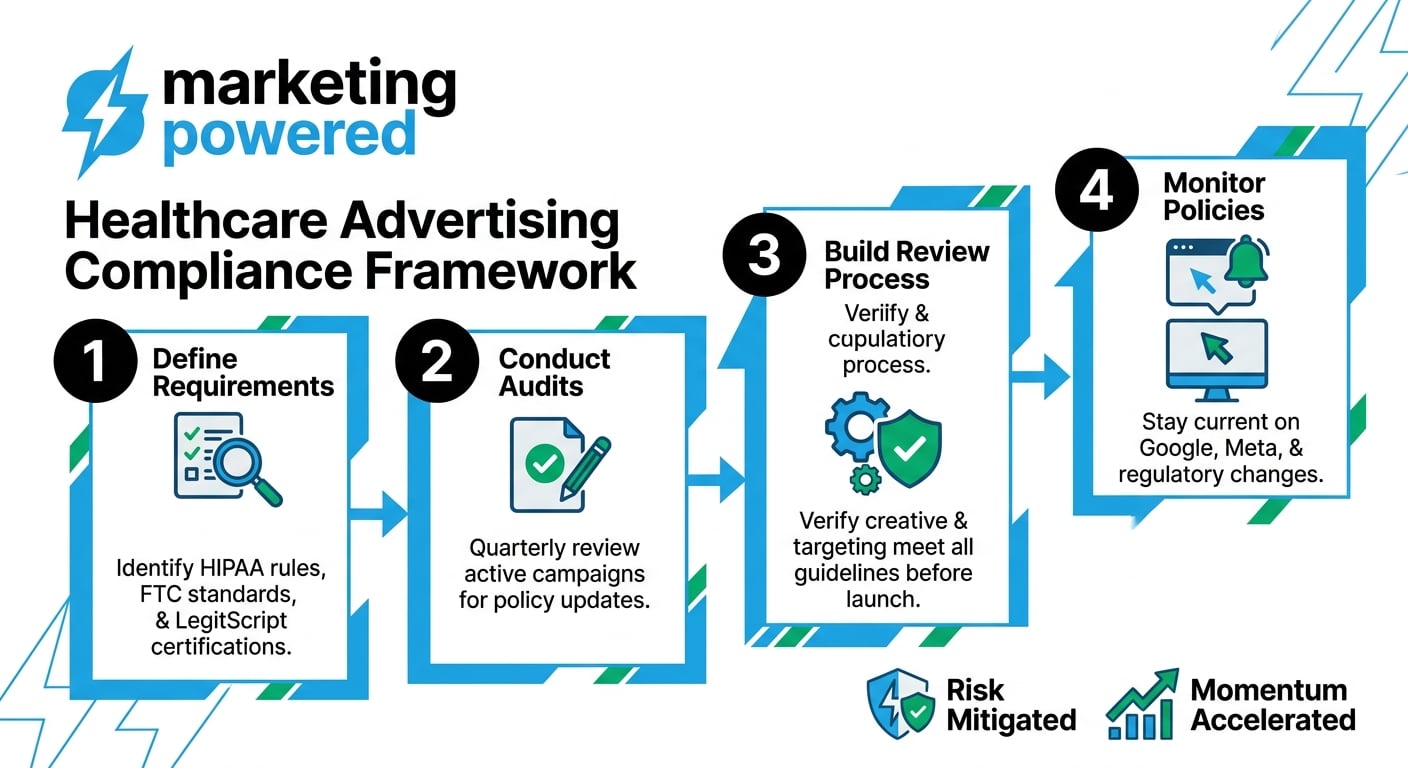 marketing
powered
Healthcare Advertising
Compliance Framework
1
Define
Requirements
Identify HIPAA rules,
FTC standards,
& LegitScript
certifications.
2
Conduct
Audits
Quarterly review
active campaigns
for policy updates.
3
Build Review
Process
&
process.
Verify creative &
targeting meet all
guidelines before
launch.
4
Monitor
Policies
Stay current on
Google, Meta, &
regulatory changes.
Risk
Mitigated
Momentum
Accelerated